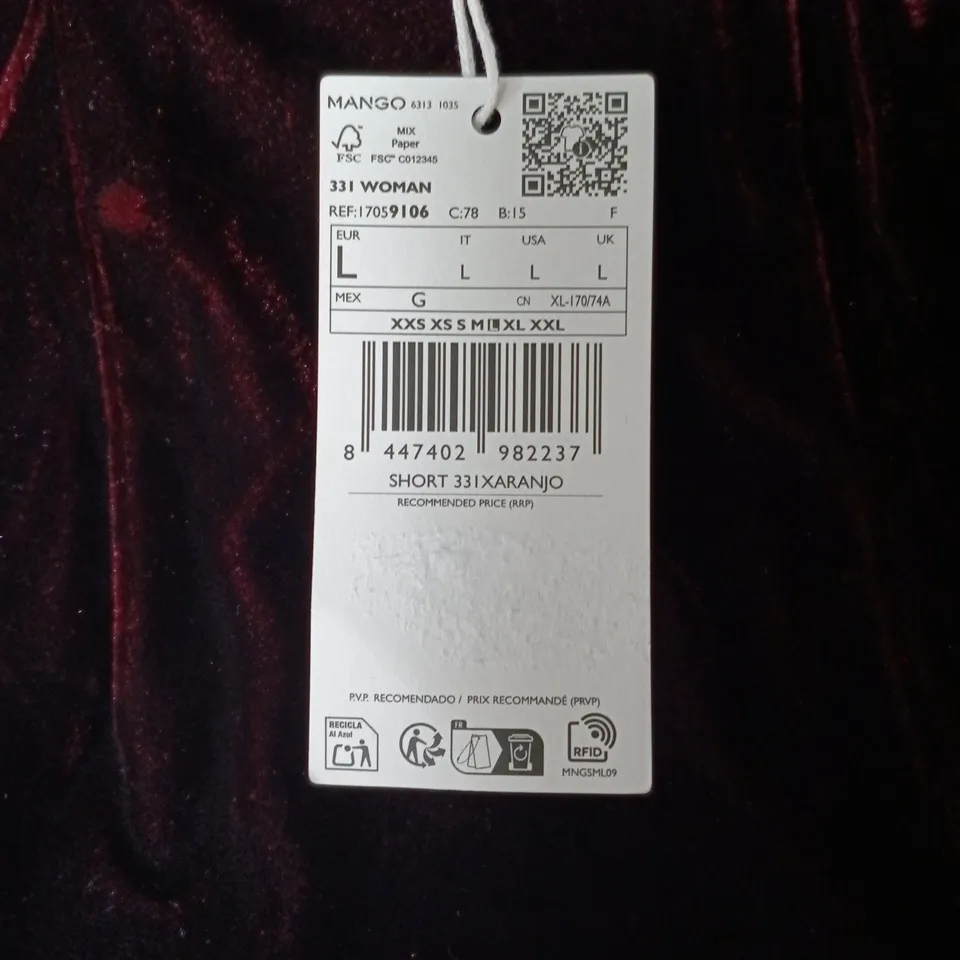 MANGO 6313 1035
FSC
MIX
Paper
FSC™ C012345
331 WOMAN
REF:17059106 C:78 B:15 F
EUR IT USA UK
L L L L
MEX G CN XL-170/74A
XXS XS S M L XL XXL
8 447402 982237
SHORT 331XARANJO
RECOMMENDED PRICE (RRP)
P.V.P. RECOMENDADO / PRIX RECOMMANDÉ (PRVP)
RECICLA
Al Azul
FR
RFID
MNGSML09